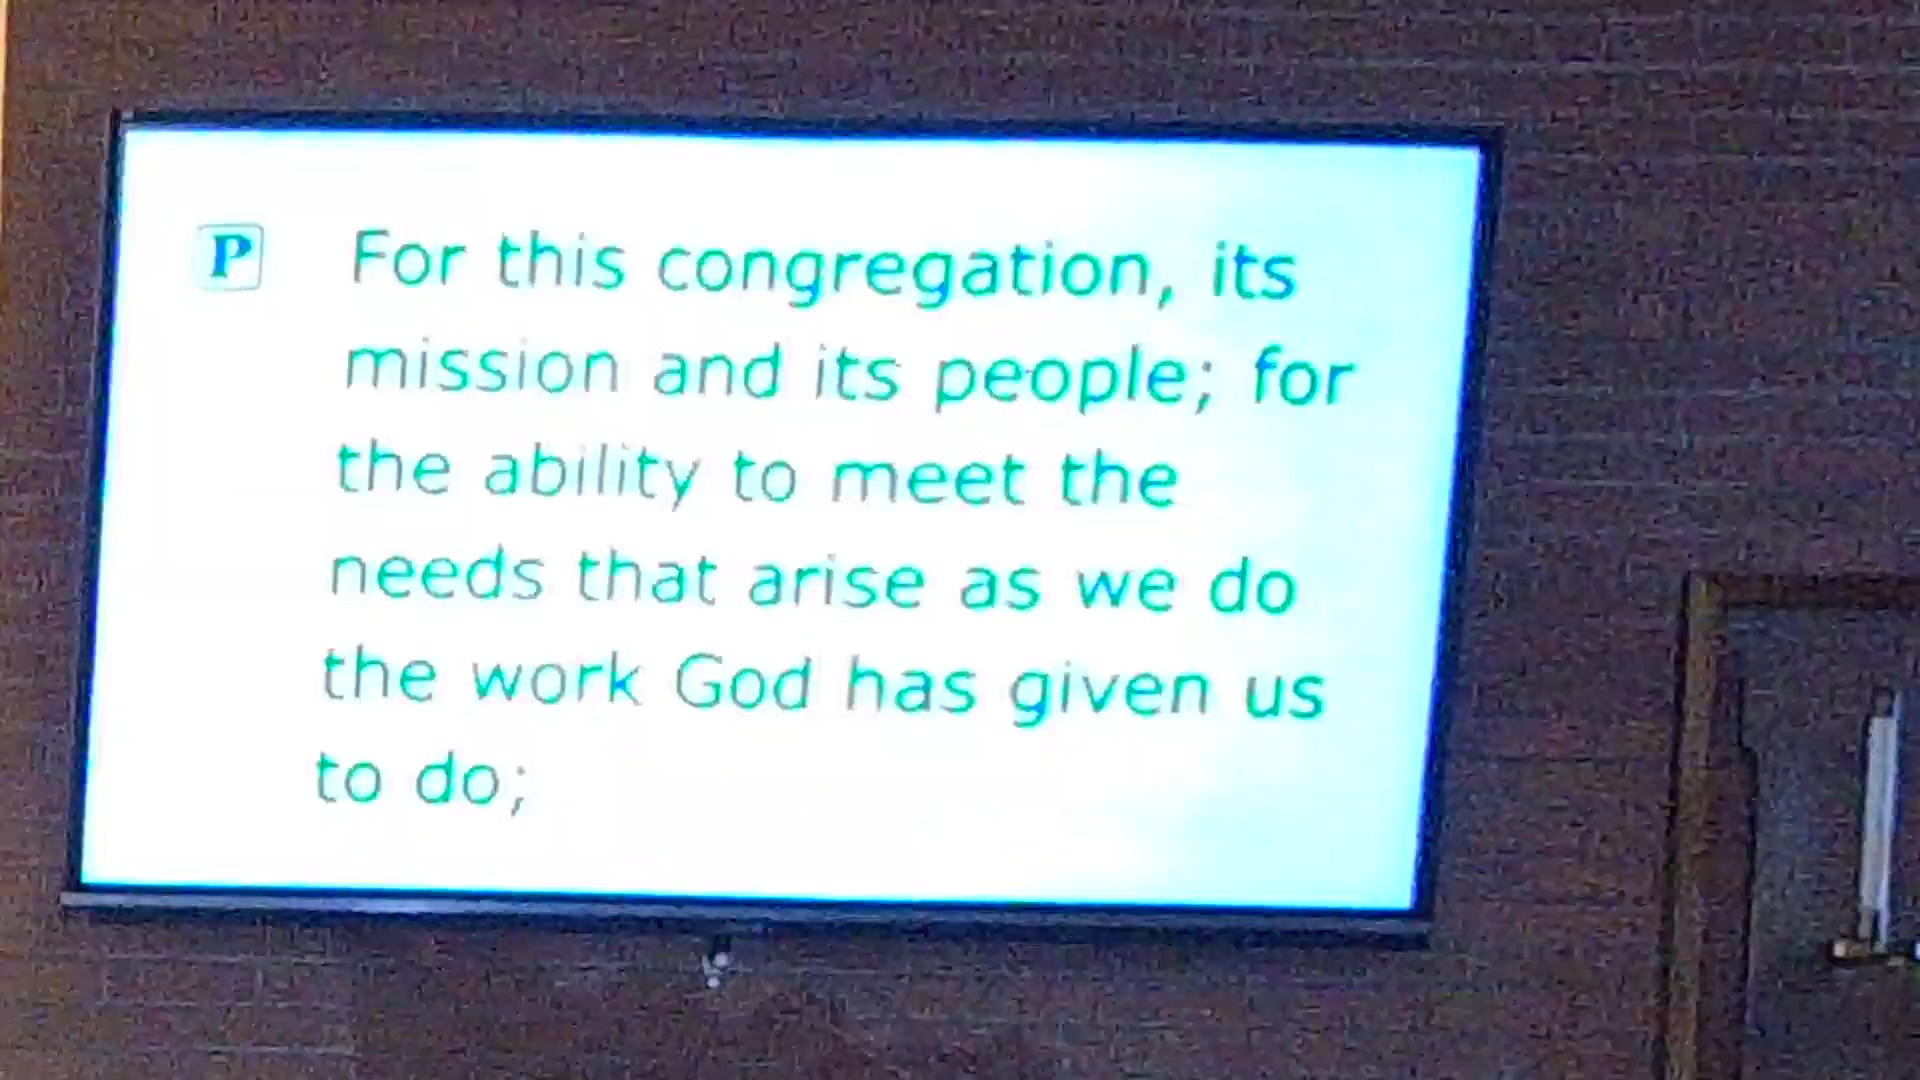 P For this congregation, its
mission and its people; for
the ability to meet the
needs that arise as we do
the work God has given us
to do;